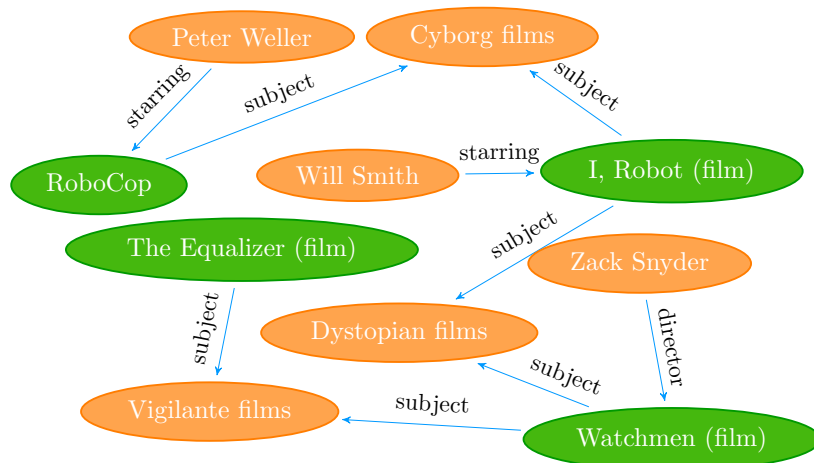 Peter Weller
Cyborg films
starring
subject
subject
RoboCop
Will Smith
starring
I, Robot (film)
The Equalizer (film)
subject
Zack Snyder
subject
Dystopian films
director
subject
Vigilante films
subject
Watchmen (film)